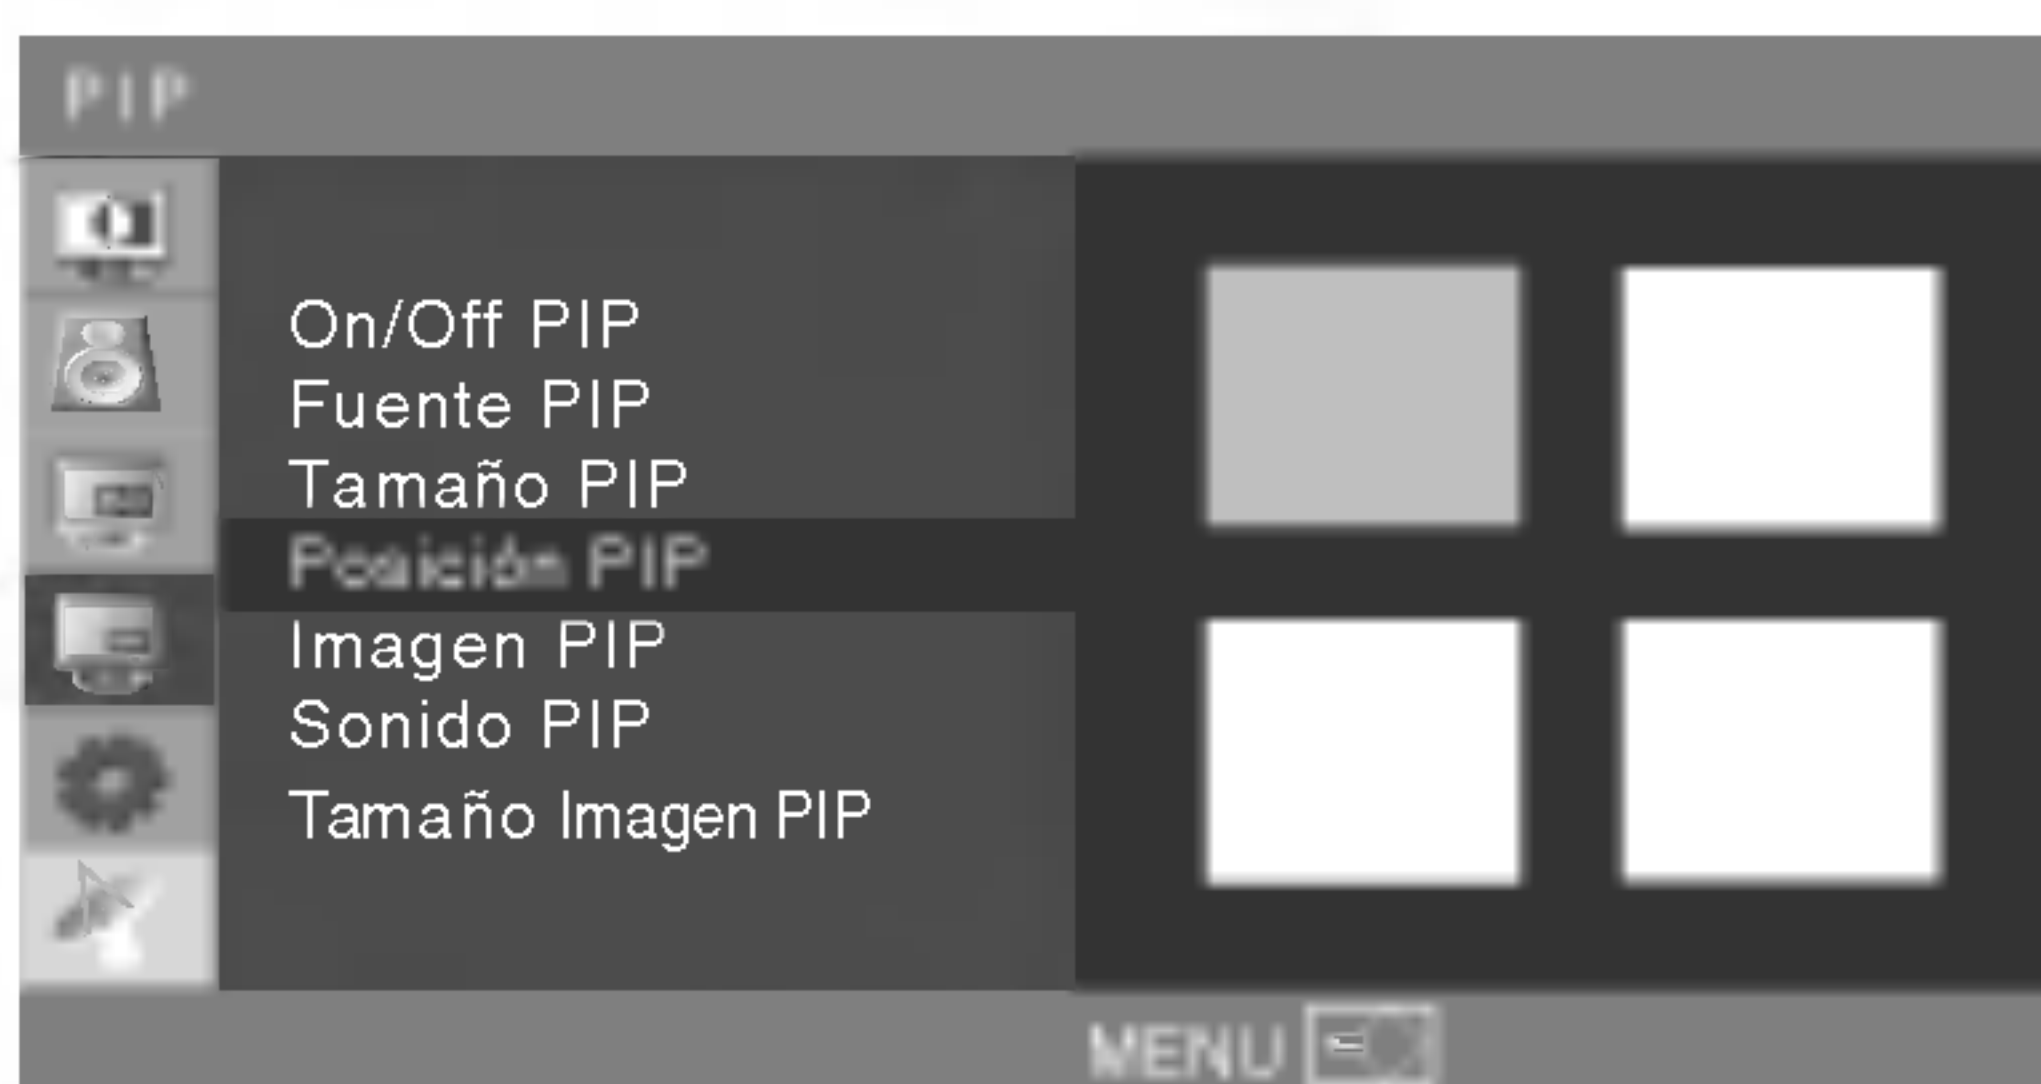 PIP
On/Off PIP
Fuente PIP
Tamaño PIP
Posición PIP
Imagen PIP
Sonido PIP
Tamaño Imagen PIP
MENU